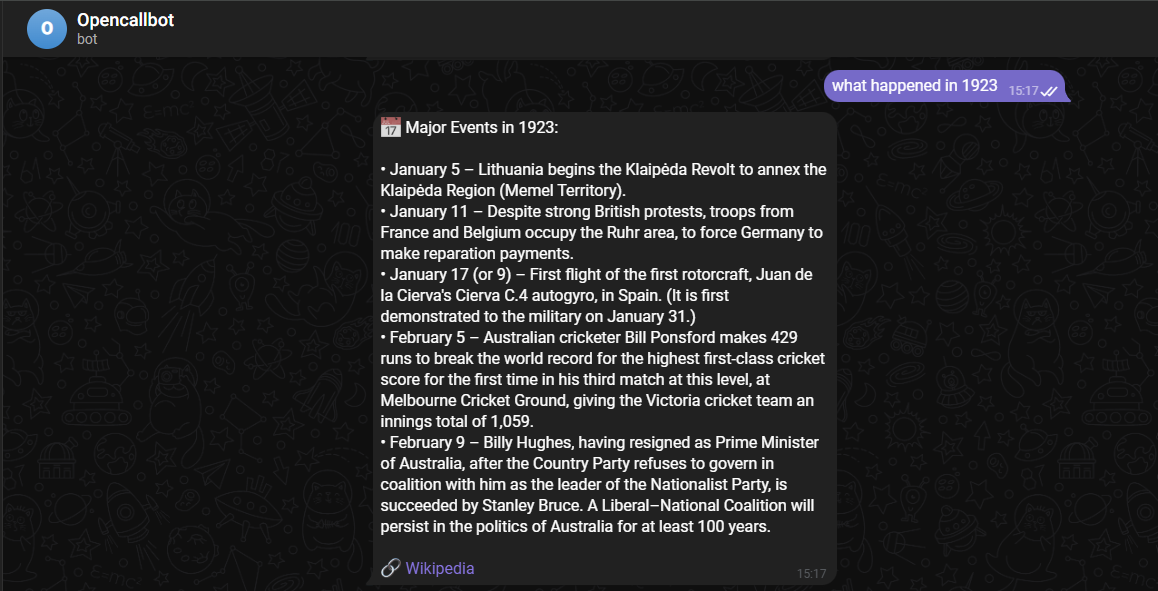 O
Opencallbot
bot
what happened in 1923 15:17
17 Major Events in 1923:
• January 5 – Lithuania begins the Klaipėda Revolt to annex the
Klaipėda Region (Memel Territory).
• January 11 – Despite strong British protests, troops from
France and Belgium occupy the Ruhr area, to force Germany to
make reparation payments.
• January 17 (or 9) – First flight of the first rotorcraft, Juan de
la Cierva's Cierva C.4 autogyro, in Spain. (It is first
demonstrated to the military on January 31.)
• February 5 – Australian cricketer Bill Ponsford makes 429
runs to break the world record for the highest first-class cricket
score for the first time in his third match at this level, at
Melbourne Cricket Ground, giving the Victoria cricket team an
innings total of 1,059.
• February 9 – Billy Hughes, having resigned as Prime Minister
of Australia, after the Country Party refuses to govern in
coalition with him as the leader of the Nationalist Party, is
succeeded by Stanley Bruce. A Liberal–National Coalition will
persist in the politics of Australia for at least 100 years.
Wikipedia
15:17